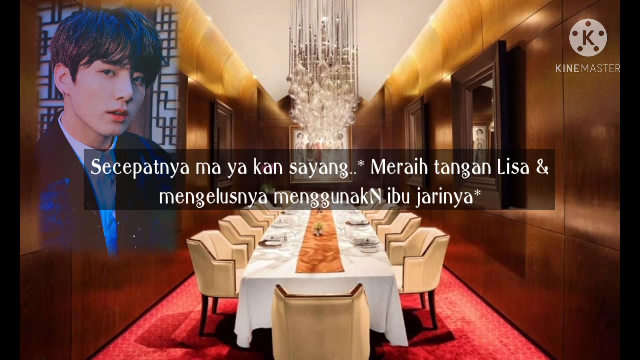 KINEMASTER
Secepatnya ma ya kan sayang..* Meraih tangan Lisa &
mengelusnya menggunakN ibu jarinya*